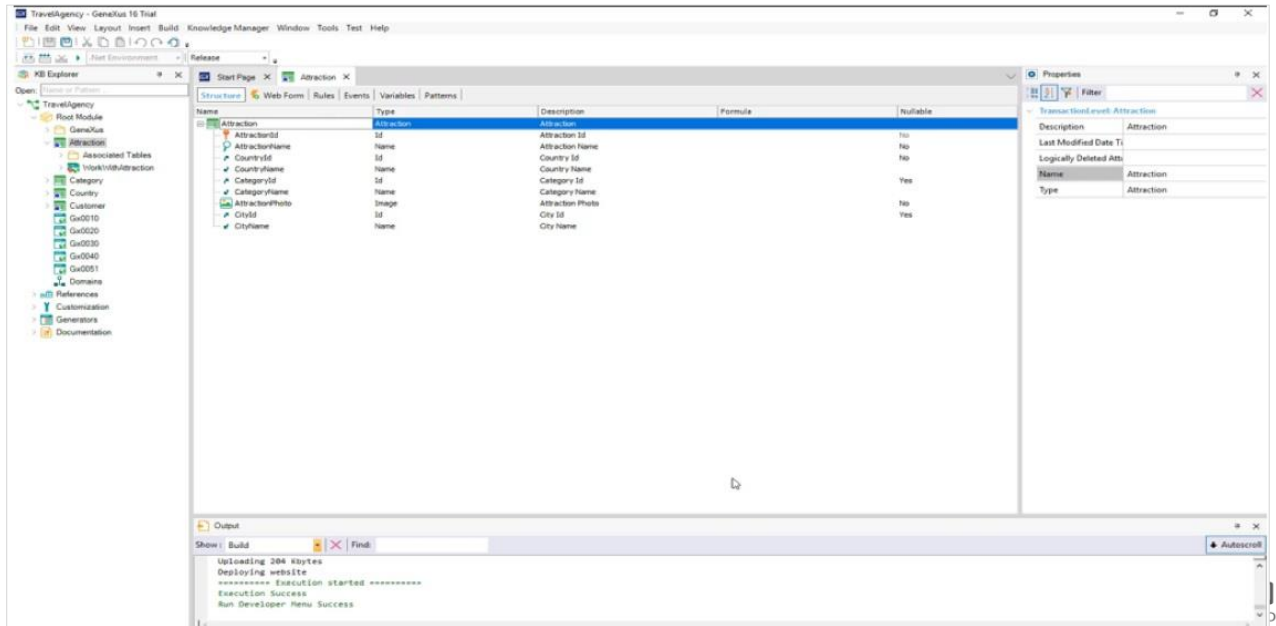 TravelAgency - GeneXus 16 Trial
File Edit View Layout Insert Build Knowledge Manager Window Tools Test Help
.Net Environment Release
KB Explorer
Open: Name or Pattern ...
TravelAgency
Root Module
GeneXus
Attraction
Associated Tables
WorkWithAttraction
Category
Country
Customer
Gx0010
Gx0020
Gx0030
Gx0040
Gx0051
Domains
References
Customization
Generators
Documentation
Start Page Attraction
Structure Web Form Rules Events Variables Patterns
Name Type Description Formula Nullable
Attraction Attraction Attraction
AttractionId Id Attraction Id No
AttractionName Name Attraction Name No
CountryId Id Country Id No
CountryName Name Country Name
CategoryId Id Category Id Yes
CategoryName Name Category Name
AttractionPhoto Image Attraction Photo No
CityId Id City Id Yes
CityName Name City Name
Properties
Filter
TransactionLevel: Attraction
Description Attraction
Last Modified Date Ti
Logically Deleted Atti
Name Attraction
Type Attraction
Output
Show: Build Find: Autoscroll
Uploading 204 Kbytes
Deploying website
========== Execution started ==========
Execution Success
Run Developer Menu Success